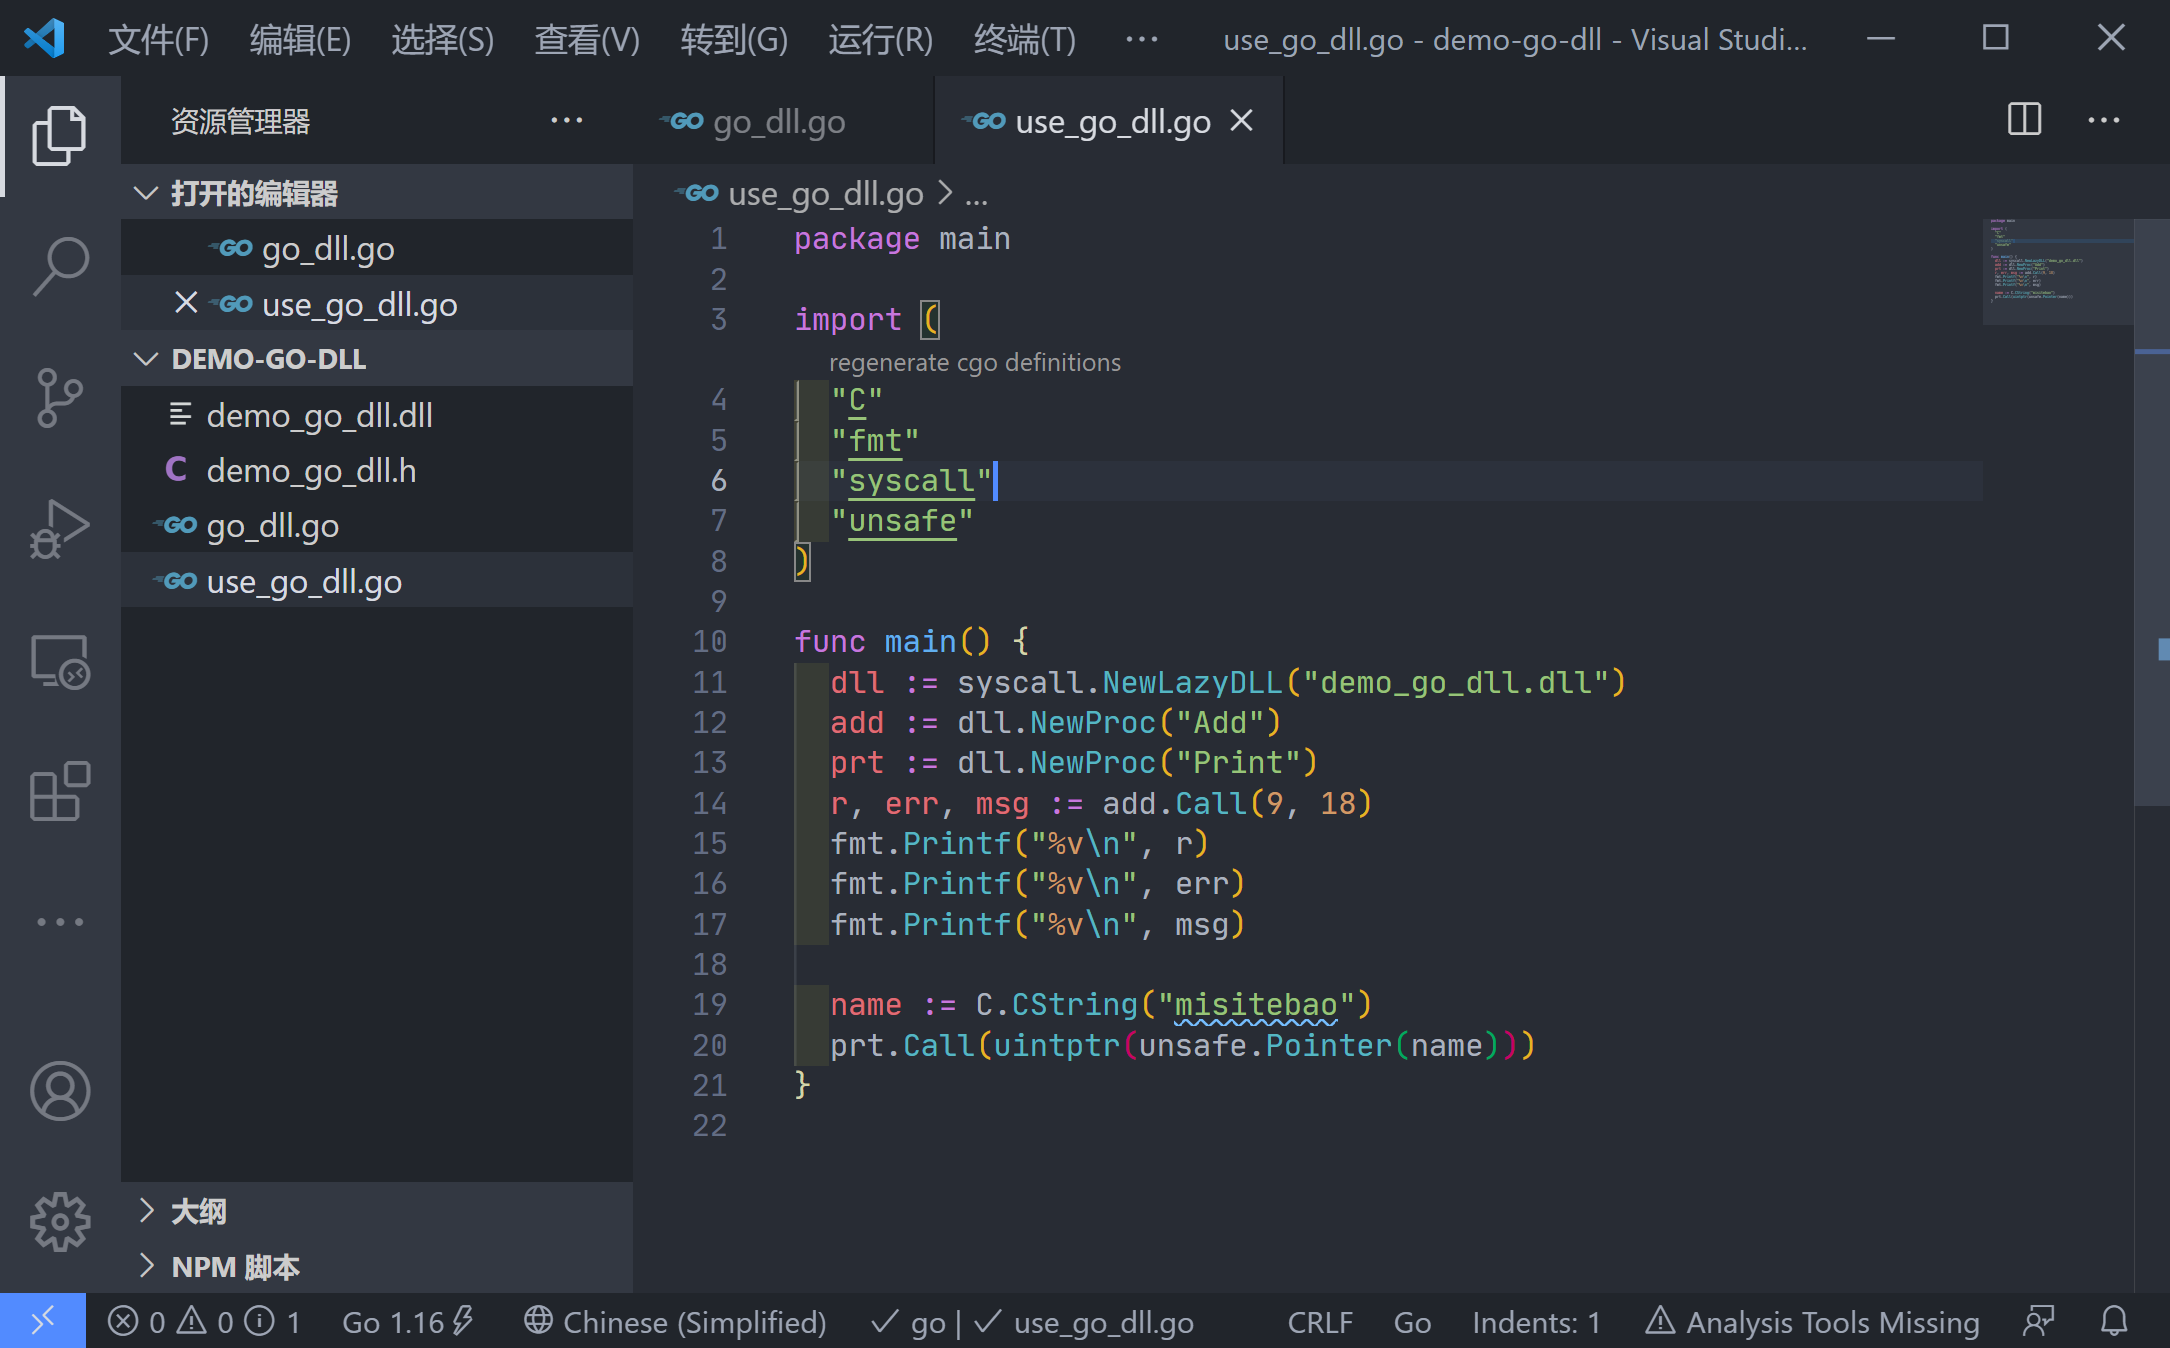 文件(F) 编辑(E) 选择(S) 查看(V) 转到(G) 运行(R) 终端(T) ··· use_go_dll.go - demo-go-dll - Visual Studi...
资源管理器 ···
GO go_dll.go GO use_go_dll.go
打开的编辑器
GO go_dll.go
GO use_go_dll.go
DEMO-GO-DLL
demo_go_dll.dll
C demo_go_dll.h
GO go_dll.go
GO use_go_dll.go
大纲
NPM 脚本
GO use_go_dll.go > ...
1 package main
2
3 import (
regenerate cgo definitions
4 "C"
5 "fmt"
6 "syscall"
7 "unsafe"
8 )
9
10 func main() {
11 dll := syscall.NewLazyDLL("demo_go_dll.dll")
12 add := dll.NewProc("Add")
13 prt := dll.NewProc("Print")
14 r, err, msg := add.Call(9, 18)
15 fmt.Printf("%v\n", r)
16 fmt.Printf("%v\n", err)
17 fmt.Printf("%v\n", msg)
18
19 name := C.CString("misitebao")
20 prt.Call(uintptr(unsafe.Pointer(name)))
21 }
22
0 0 1 Go 1.16 Chinese (Simplified) go | use_go_dll.go CRLF Go Indents: 1 Analysis Tools Missing